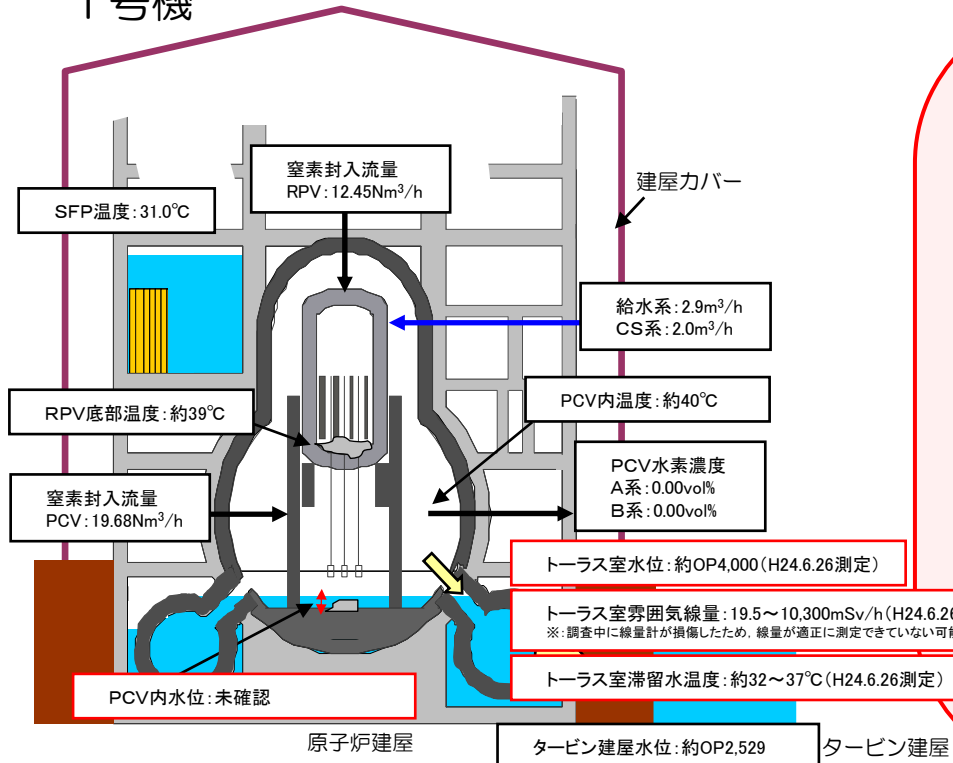 1号機
窒素封入流量
RPV:12.45Nm³/h
建屋カバー
SFP温度:31.0℃
給水系:2.9m³/h
CS系:2.0m³/h
RPV底部温度:約39℃
PCV内温度:約40℃
PCV水素濃度
A系:0.00vol%
B系:0.00vol%
窒素封入流量
PCV:19.68Nm³/h
トーラス室水位:約OP4,000(H24.6.26測定)
トーラス室雰囲気線量:19.5~10,300mSv/h(H24.6.26
※:調査中に線量計が損傷したため,線量が適正に測定できていない可能
トーラス室滞留水温度:約32~37℃(H24.6.26測定)
PCV内水位:未確認
原子炉建屋
タービン建屋水位:約OP2,529
タービン建屋